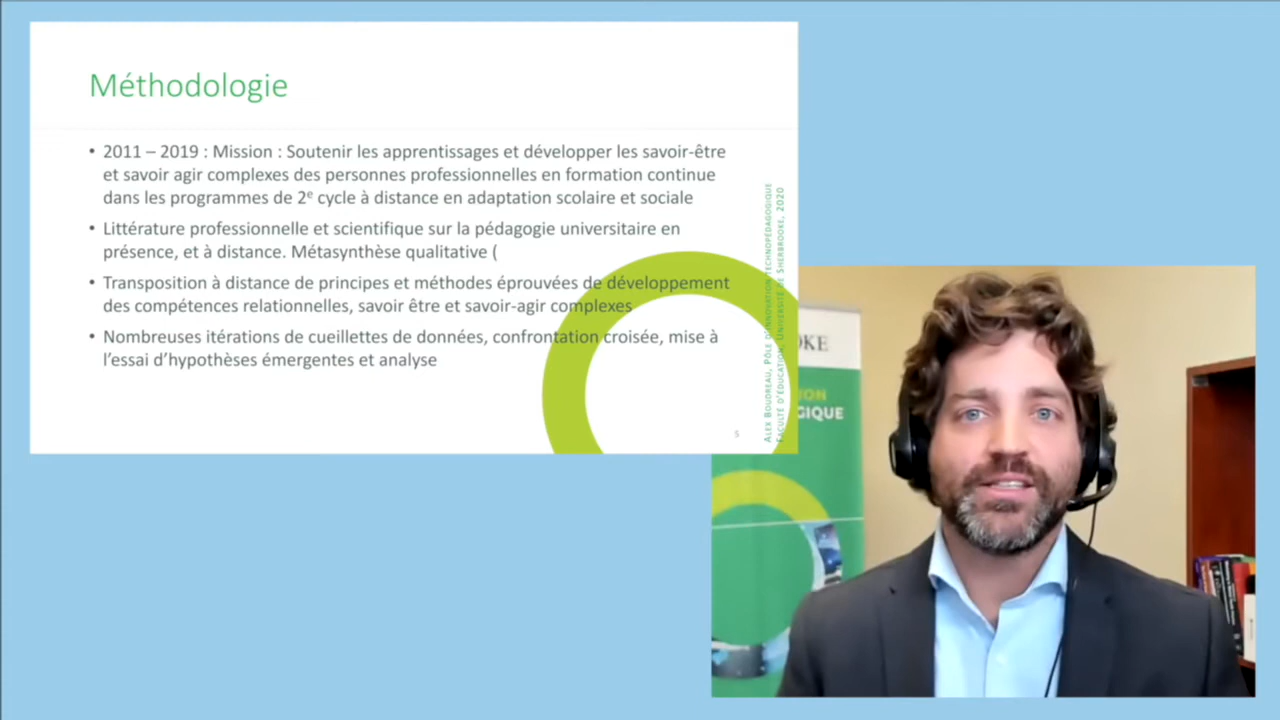 Méthodologie
• 2011 – 2019 : Mission : Soutenir les apprentissages et développer les savoir-être
et savoir agir complexes des personnes professionnelles en formation continue
dans les programmes de 2e cycle à distance en adaptation scolaire et sociale
• Littérature professionnelle et scientifique sur la pédagogie universitaire en
présence, et à distance. Métasynthèse qualitative (
• Transposition à distance de principes et méthodes éprouvées de développement
des compétences relationnelles, savoir être et savoir-agir complexes
• Nombreuses itérations de cueillettes de données, confrontation croisée, mise à
l’essai d’hypothèses émergentes et analyse
5
Alex Boudreau, Pôle d'innovation technopédagogique
Faculté d'éducation, Université de Sherbrooke, 2020
OKE
ION
GIQUE